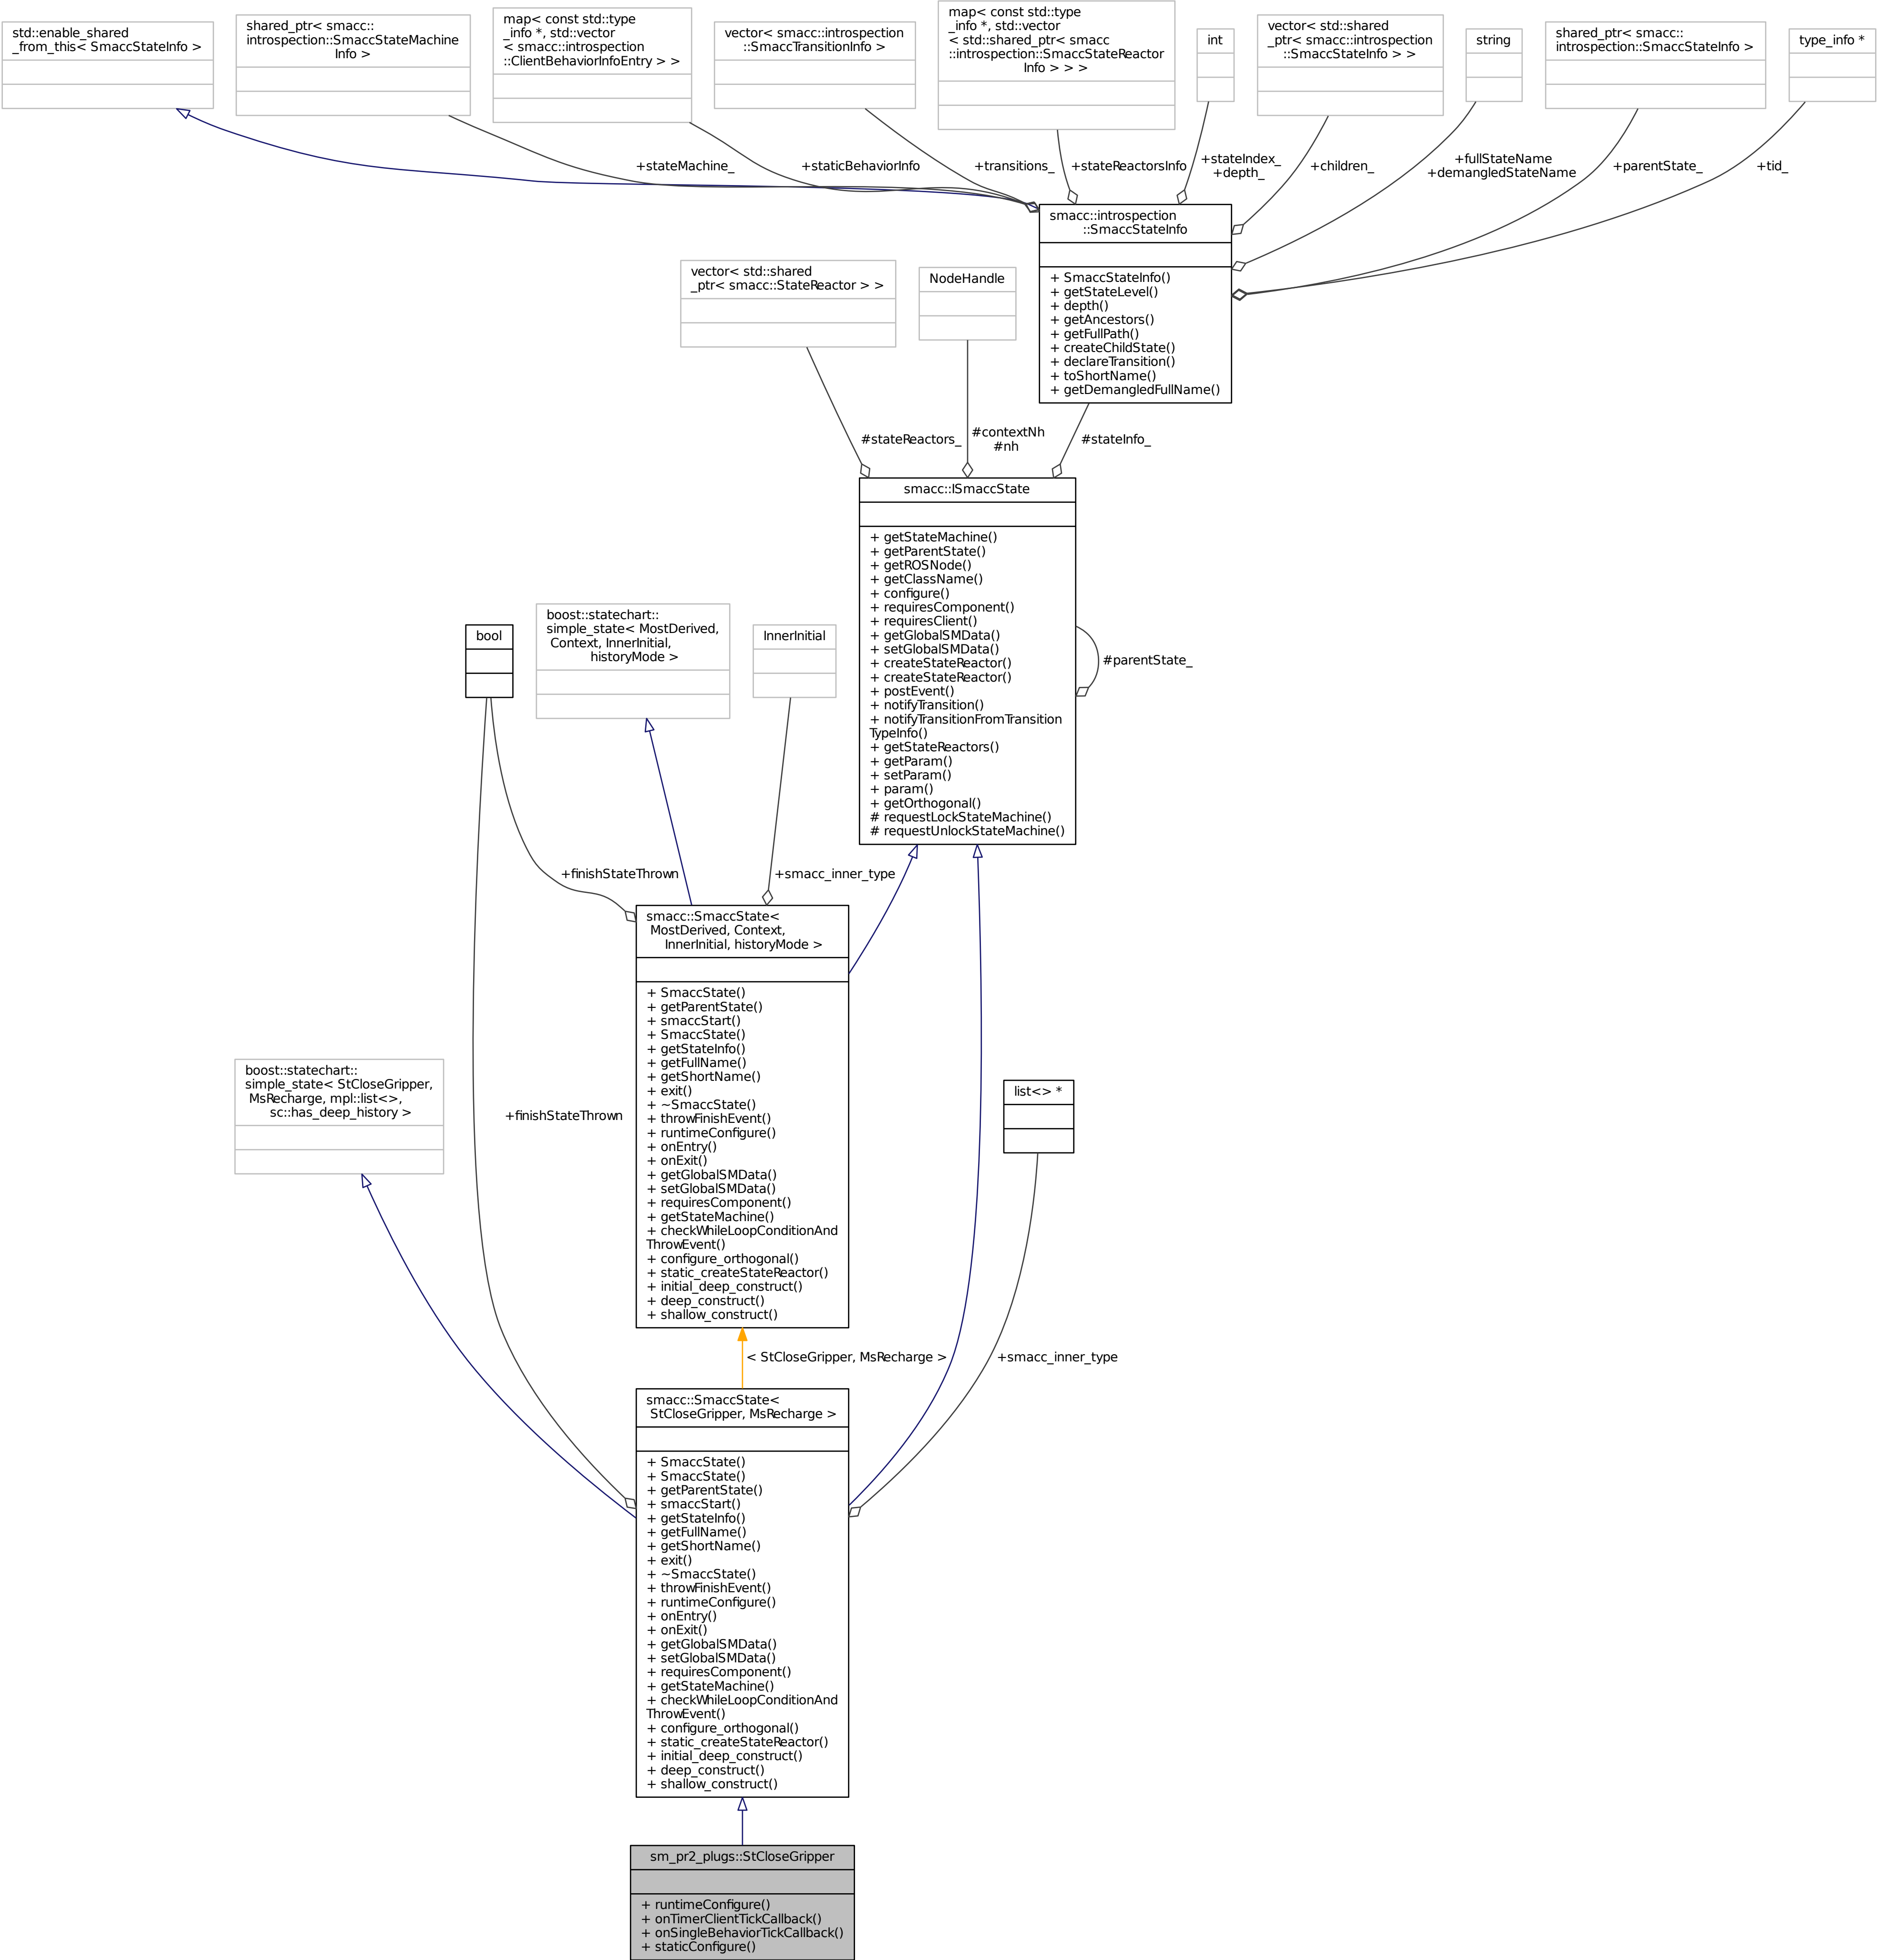 std::enable_shared
_from_this< SmaccStateInfo >
shared_ptr< smacc::
introspection::SmaccStateMachine
Info >
map< const std::type
_info *, std::vector
< smacc::introspection
::ClientBehaviorInfoEntry > >
vector< smacc::introspection
::SmaccTransitionInfo >
map< const std::type
_info *, std::vector
< std::shared_ptr< smacc
::introspection::SmaccStateReactor
Info > > >
int
vector< std::shared
_ptr< smacc::introspection
::SmaccStateInfo > >
string
shared_ptr< smacc::
introspection::SmaccStateInfo >
type_info *
+stateMachine_
+staticBehaviorInfo
+transitions_
+stateReactorsInfo
+stateIndex_
+depth_
+children_
+fullStateName
+demangledStateName
+parentState_
+tid_
smacc::introspection
::SmaccStateInfo
+ SmaccStateInfo()
+ getStateLevel()
+ depth()
+ getAncestors()
+ getFullPath()
+ createChildState()
+ declareTransition()
+ toShortName()
+ getDemangledFullName()
vector< std::shared
_ptr< smacc::StateReactor > >
NodeHandle
#stateReactors_
#contextNh
#nh
#stateInfo_
smacc::ISmaccState
+ getStateMachine()
+ getParentState()
+ getROSNode()
+ getClassName()
+ configure()
+ requiresComponent()
+ requiresClient()
+ getGlobalSMData()
+ setGlobalSMData()
+ createStateReactor()
+ createStateReactor()
+ postEvent()
+ notifyTransition()
+ notifyTransitionFromTransition
TypeInfo()
+ getStateReactors()
+ getParam()
+ setParam()
+ param()
+ getOrthogonal()
# requestLockStateMachine()
# requestUnlockStateMachine()
#parentState_
bool
boost::statechart::
simple_state< MostDerived,
Context, InnerInitial,
historyMode >
InnerInitial
+finishStateThrown
+smacc_inner_type
smacc::SmaccState<
MostDerived, Context,
InnerInitial, historyMode >
+ SmaccState()
+ getParentState()
+ smaccStart()
+ SmaccState()
+ getStateInfo()
+ getFullName()
+ getShortName()
+ exit()
+ ~SmaccState()
+ throwFinishEvent()
+ runtimeConfigure()
+ onEntry()
+ onExit()
+ getGlobalSMData()
+ setGlobalSMData()
+ requiresComponent()
+ getStateMachine()
+ checkWhileLoopConditionAnd
ThrowEvent()
+ configure_orthogonal()
+ static_createStateReactor()
+ initial_deep_construct()
+ deep_construct()
+ shallow_construct()
boost::statechart::
simple_state< StCloseGripper,
MsRecharge, mpl::list<>,
sc::has_deep_history >
+finishStateThrown
list<> *
< StCloseGripper, MsRecharge >
+smacc_inner_type
smacc::SmaccState<
StCloseGripper, MsRecharge >
+ SmaccState()
+ SmaccState()
+ getParentState()
+ smaccStart()
+ getStateInfo()
+ getFullName()
+ getShortName()
+ exit()
+ ~SmaccState()
+ throwFinishEvent()
+ runtimeConfigure()
+ onEntry()
+ onExit()
+ getGlobalSMData()
+ setGlobalSMData()
+ requiresComponent()
+ getStateMachine()
+ checkWhileLoopConditionAnd
ThrowEvent()
+ configure_orthogonal()
+ static_createStateReactor()
+ initial_deep_construct()
+ deep_construct()
+ shallow_construct()
sm_pr2_plugs::StCloseGripper
+ runtimeConfigure()
+ onTimerClientTickCallback()
+ onSingleBehaviorTickCallback()
+ staticConfigure()